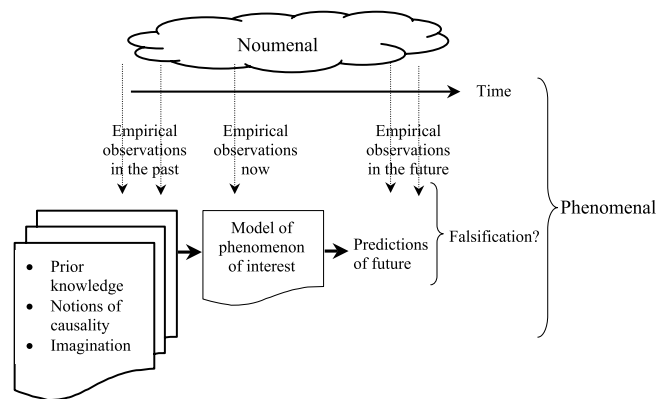 Noumenal
Time
Empirical
observations
in the past
Empirical
observations
now
Empirical
observations
in the future
Phenomenal
Model of
phenomenon
of interest
Predictions
of future
Falsification?
• Prior
knowledge
• Notions of
causality
• Imagination